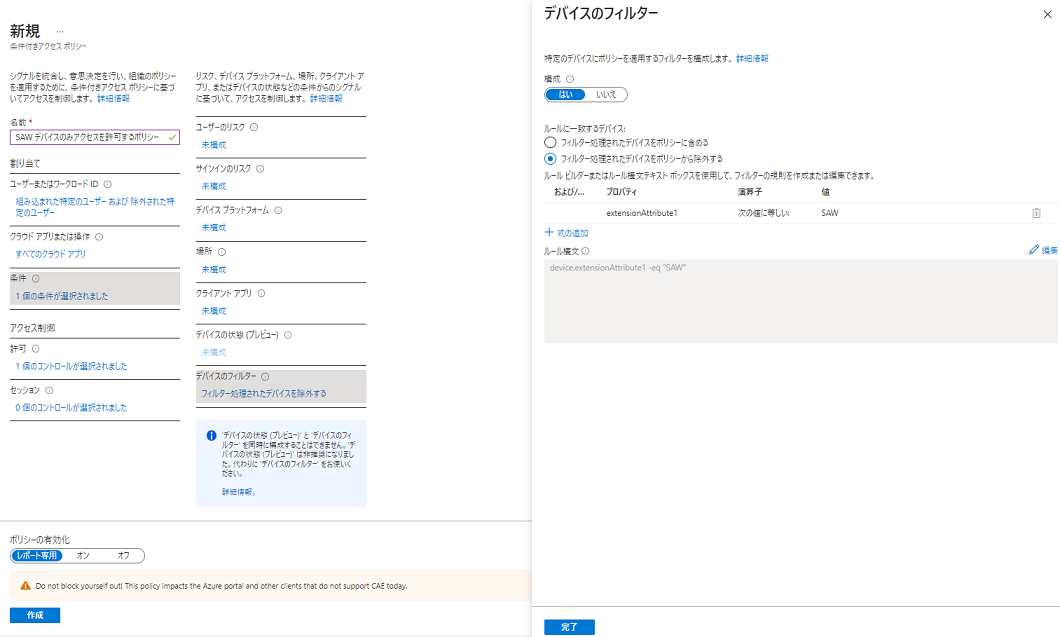 新規
...
条件付きアクセス ポリシー
シグナルを統合し、意思決定を行い、組織のポリシー
を適用するために、条件付きアクセス ポリシーに基づ
いてアクセスを制御します。 詳細情報
名前 *
SAW デバイスのみアクセスを許可するポリシー
割り当て
ユーザーまたはワークロード ID
組み込まれた特定のユーザー および 除外された特
定のユーザー
クラウド アプリまたは操作
すべてのクラウド アプリ
条件
1 個の条件が選択されました
アクセス制御
許可
1 個のコントロールが選択されました
セッション
0 個のコントロールが選択されました
リスク、デバイス プラットフォーム、場所、クライアント ア
プリ、またはデバイスの状態などの条件からのシグナル
に基づいて、アクセスを制御します。 詳細情報
ユーザーのリスク
未構成
サインインのリスク
未構成
デバイス プラットフォーム
未構成
場所
未構成
クライアント アプリ
未構成
デバイスの状態 (プレビュー)
未構成
デバイスのフィルター
フィルター処理されたデバイスを除外する
'デバイスの状態 (プレビュー)' と 'デバイスのフィ
ルター' を同時に構成することはできません。'デ
バイスの状態 (プレビュー)' は非推奨になりまし
た。代わりに 'デバイスのフィルター' をお使いく
ださい。
詳細情報。
ポリシーの有効化
レポート専用 オン オフ
Do not block yourself out! This policy impacts the Azure portal and other clients that do not support CAE today.
作成
デバイスのフィルター
特定のデバイスにポリシーを適用するフィルターを構成します。 詳細情報
構成
はい いいえ
ルールに一致するデバイス:
フィルター処理されたデバイスをポリシーに含める
フィルター処理されたデバイスをポリシーから除外する
ルール ビルダーまたはルール構文テキスト ボックスを使用して、フィルターの規則を作成または編集できます。
および/... プロパティ 演算子 値
extensionAttribute1 次の値に等しい: SAW
式の追加
ルール構文 編集
device.extensionAttribute1 -eq "SAW"
完了